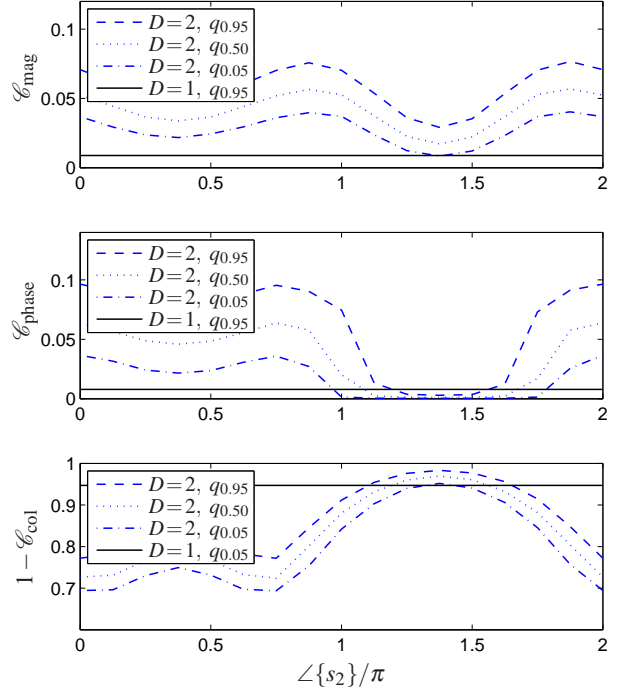 0.1
0.05
0
𝒞mag
D=2, q0.95
D=2, q0.50
D=2, q0.05
D=1, q0.95
0 0.5 1 1.5 2
0.1
0.05
0
𝒞phase
D=2, q0.95
D=2, q0.50
D=2, q0.05
D=1, q0.95
0 0.5 1 1.5 2
1
0.9
0.8
0.7
1−𝒞col
D=2, q0.95
D=2, q0.50
D=2, q0.05
D=1, q0.05
0 0.5 1 1.5 2
∠{s2}/π